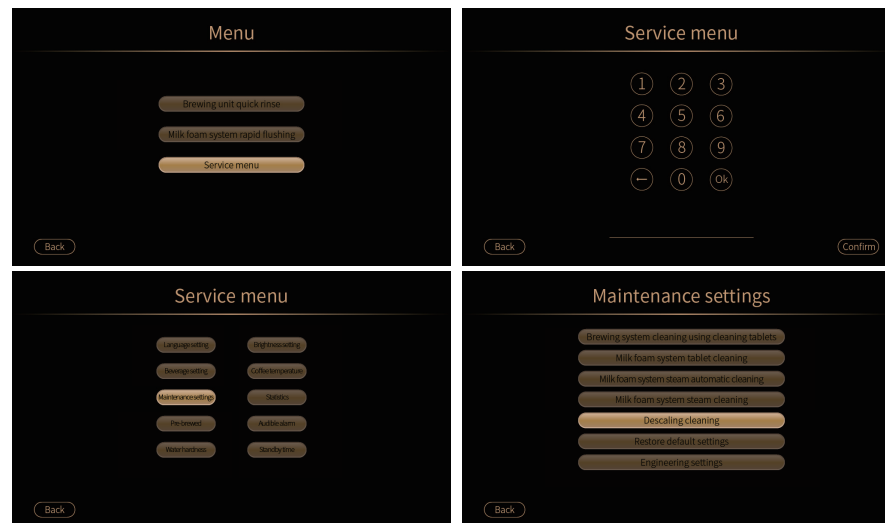 Menu
Brewing unit quick rinse
Milk foam system rapid flushing
Service menu
Back
Service menu
1 2 3
4 5 6
7 8 9
← 0 Ok
Back Confirm
Service menu
Language setting Brightness setting
Beverage setting Coffee temperature
Maintenance settings Statistics
Pre-brewed Audible alarm
Water hardness Standby time
Back
Maintenance settings
Brewing system cleaning using cleaning tablets
Milk foam system tablet cleaning
Milk foam system steam automatic cleaning
Milk foam system steam cleaning
Descaling cleaning
Restore default settings
Engineering settings
Back